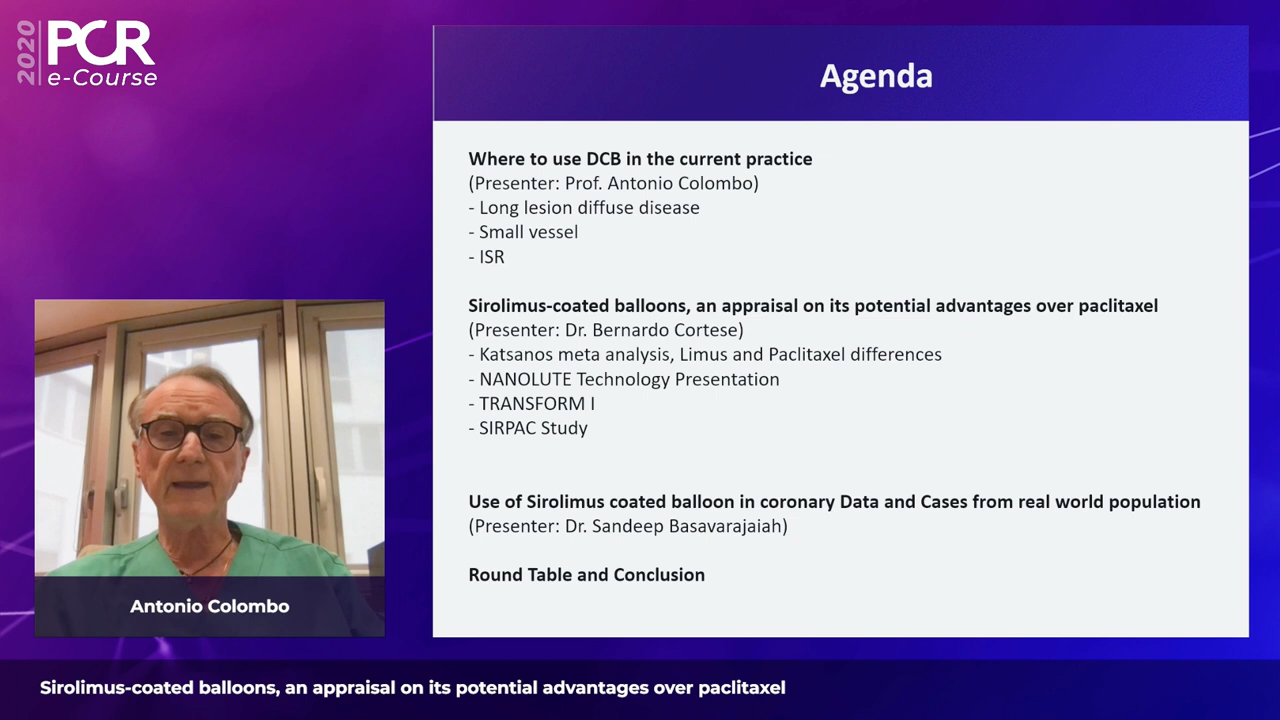 2020
PCR
e-Course
Agenda
Where to use DCB in the current practice
(Presenter: Prof. Antonio Colombo)
- Long lesion diffuse disease
- Small vessel
- ISR
Sirolimus-coated balloons, an appraisal on its potential advantages over paclitaxel
(Presenter: Dr. Bernardo Cortese)
- Katsanos meta analysis, Limus and Paclitaxel differences
- NANOLUTE Technology Presentation
- TRANSFORM I
- SIRPAC Study
Use of Sirolimus coated balloon in coronary Data and Cases from real world population
(Presenter: Dr. Sandeep Basavarajaiah)
Round Table and Conclusion
Antonio Colombo
Sirolimus-coated balloons, an appraisal on its potential advantages over paclitaxel